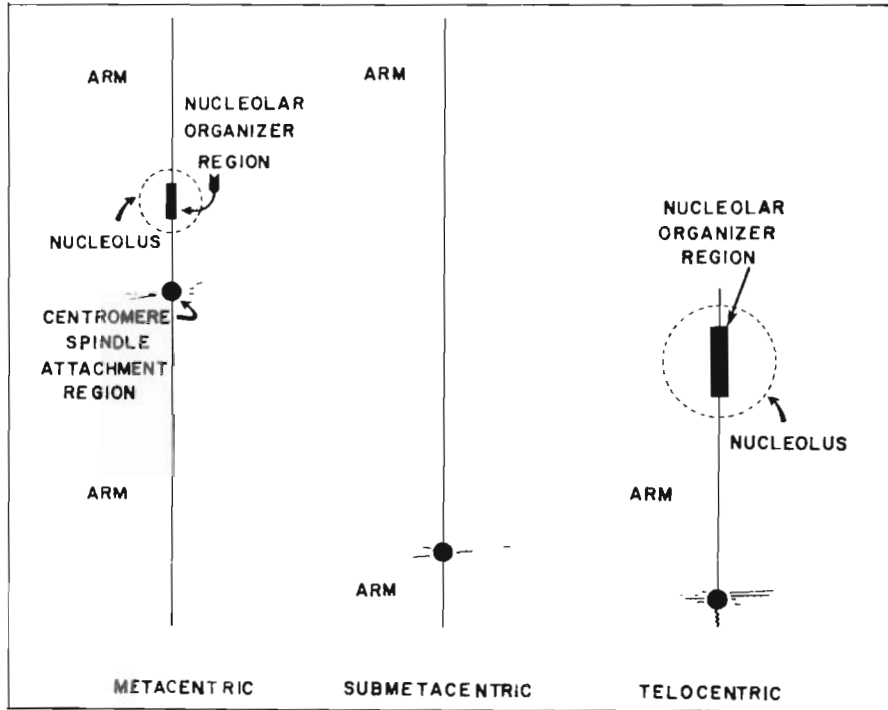 ARM
NUCLEOLAR
ORGANIZER
REGION
NUCLEOLUS
CENTROMERE
SPINDLE
ATTACHMENT
REGION
ARM
METACENTRIC
ARM
ARM
SUBMETACENTRIC
NUCLEOLAR
ORGANIZER
REGION
NUCLEOLUS
ARM
TELOCENTRIC